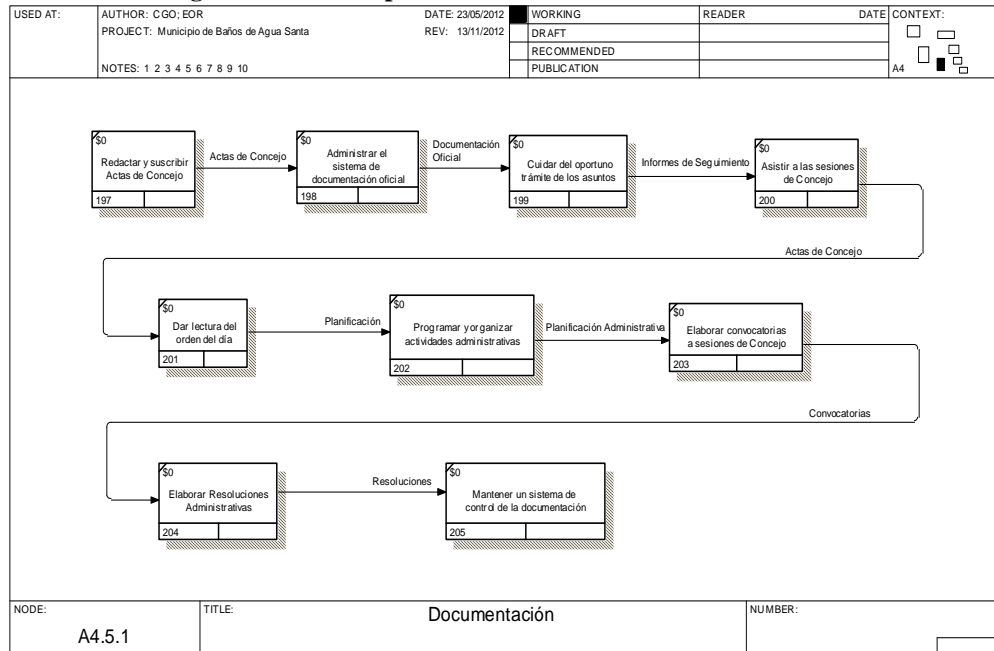 USED AT:
AUTHOR: CGO; EOR
DATE: 23/05/2012
WORKING
READER
DATE
CONTEXT:
PROJECT: Municipio de Baños de Agua Santa
REV: 13/11/2012
DRAFT
RECOMMENDED
NOTES: 1 2 3 4 5 6 7 8 9 10
PUBLICATION
A4
$0
Redactar y suscribir
Actas de Concejo
197
Actas de Concejo
$0
Administrar el
sistema de
documentación oficial
198
Documentación
Oficial
$0
Cuidar del oportuno
trámite de los asuntos
199
Informes de Seguimiento
$0
Asistir a las sesiones
de Concejo
200
Actas de Concejo
$0
Dar lectura del
orden del día
201
Planificación
$0
Programar y organizar
actividades administrativas
202
Planificación Administrativa
$0
Elaborar convocatorias
a sesiones de Concejo
203
Convocatorias
$0
Elaborar Resoluciones
Administrativas
204
Resoluciones
$0
Mantener un sistema de
control de la documentación
205
NODE:
A4.5.1
TITLE:
Documentación
NUMBER: